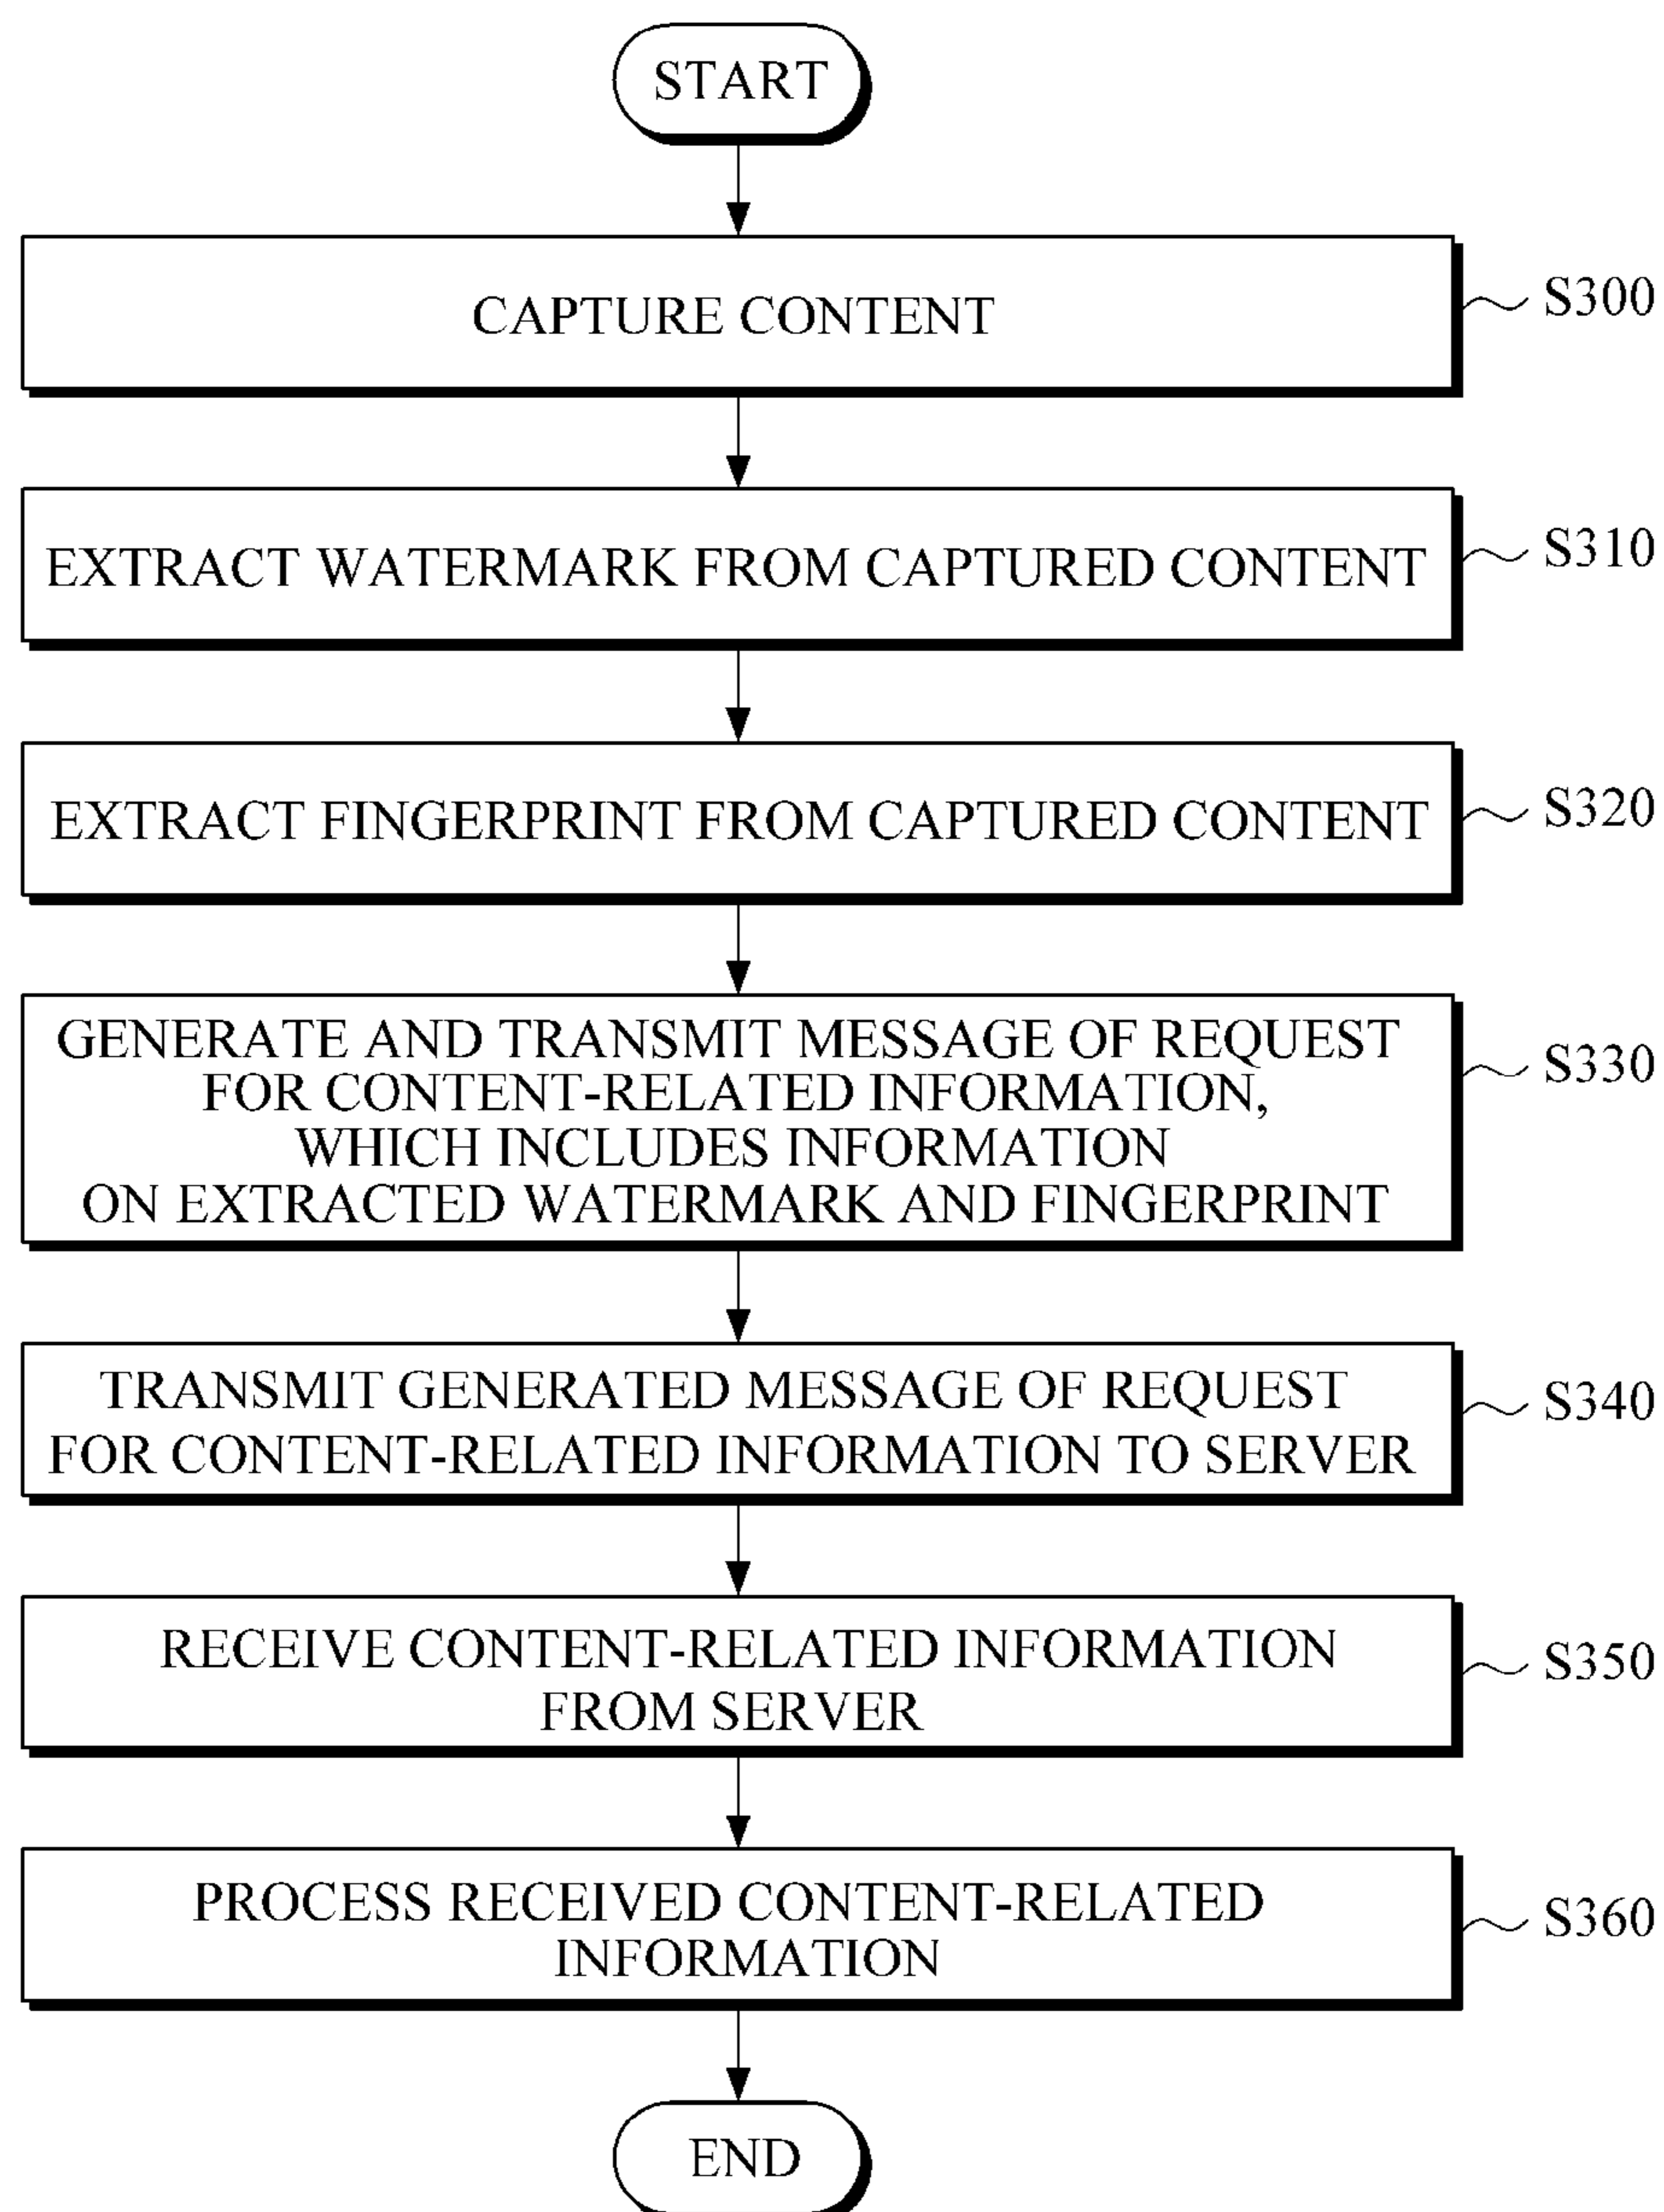 START
CAPTURE CONTENT
S300
EXTRACT WATERMARK FROM CAPTURED CONTENT
S310
EXTRACT FINGERPRINT FROM CAPTURED CONTENT
S320
GENERATE AND TRANSMIT MESSAGE OF REQUEST
FOR CONTENT-RELATED INFORMATION,
WHICH INCLUDES INFORMATION
ON EXTRACTED WATERMARK AND FINGERPRINT
S330
TRANSMIT GENERATED MESSAGE OF REQUEST
FOR CONTENT-RELATED INFORMATION TO SERVER
S340
RECEIVE CONTENT-RELATED INFORMATION
FROM SERVER
S350
PROCESS RECEIVED CONTENT-RELATED
INFORMATION
S360
END